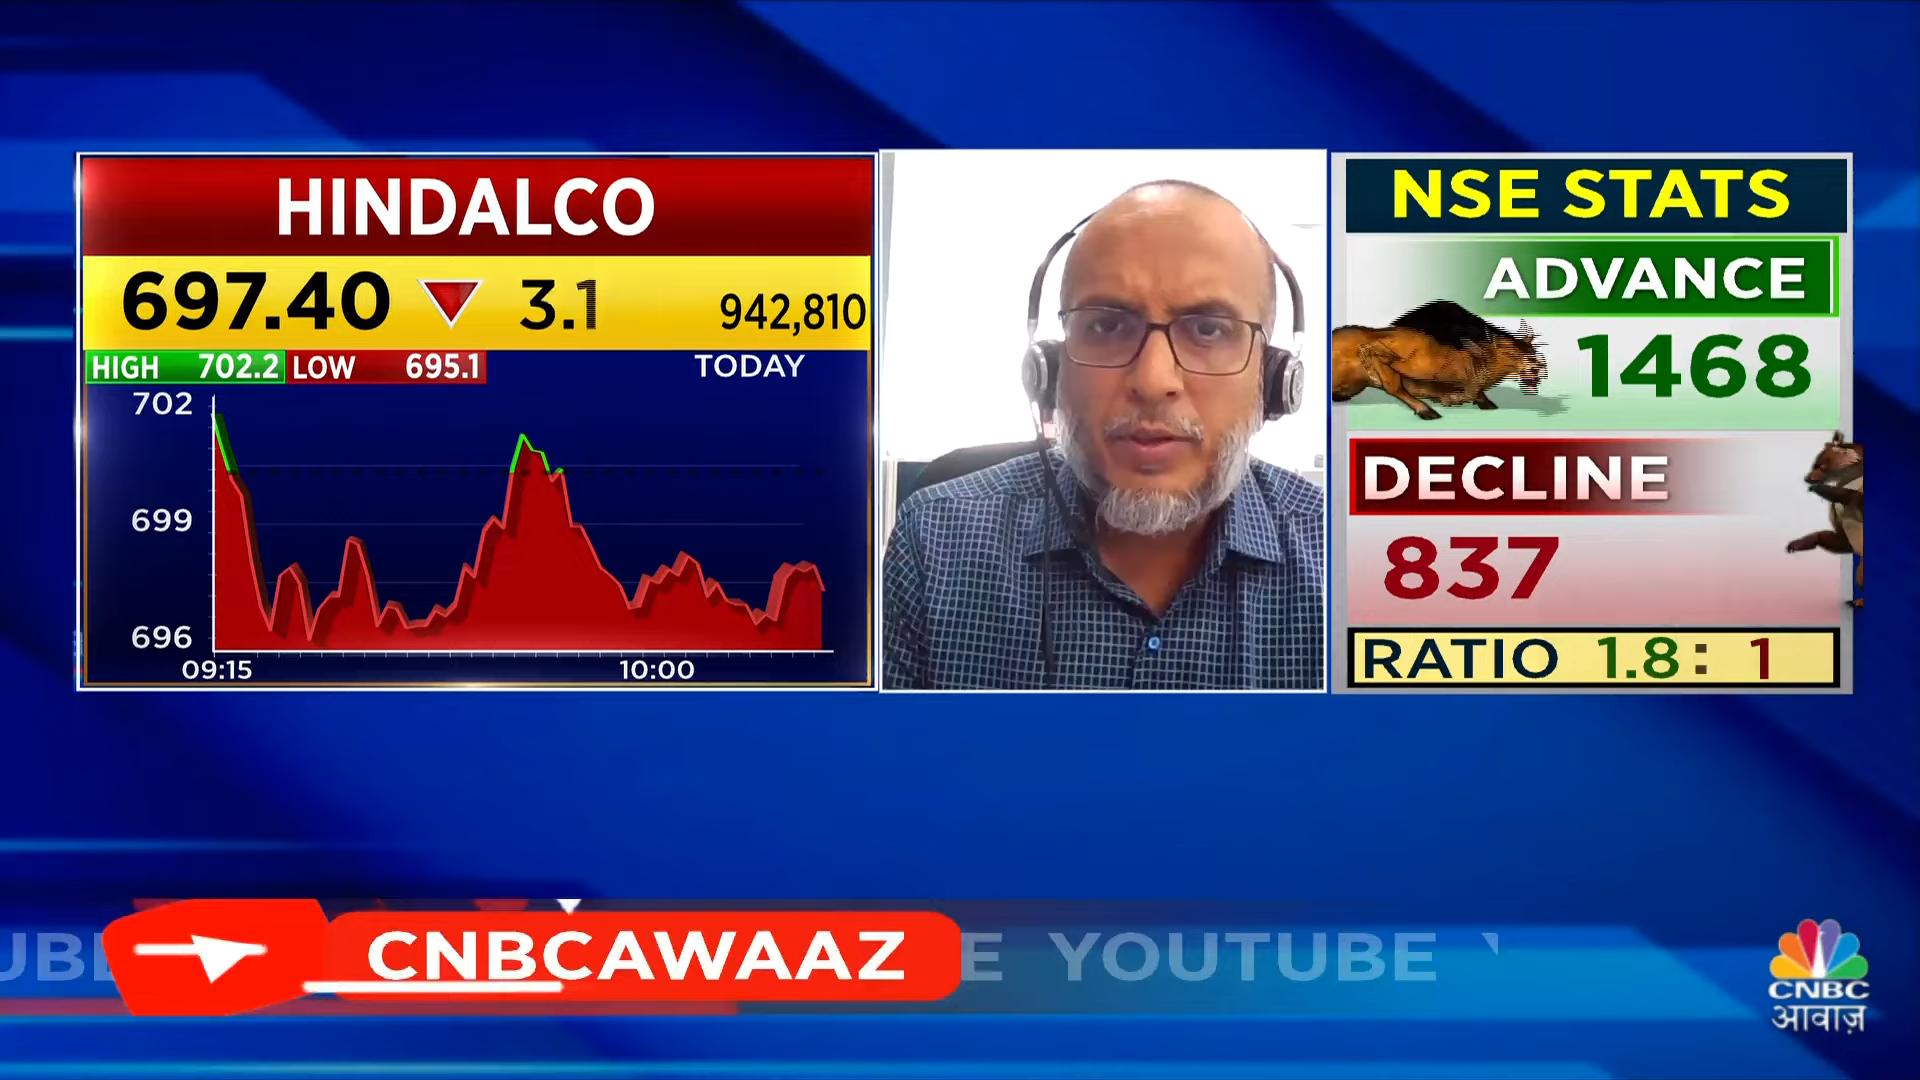 HINDALCO
697.40 3.1 942,810
HIGH 702.2 LOW 695.1 TODAY
702
699
696
09:15 10:00
NSE STATS
ADVANCE
1468
DECLINE
837
RATIO 1.8 : 1
CNBCAWAAZ
YOUTUBE
CNBC
आवाज़